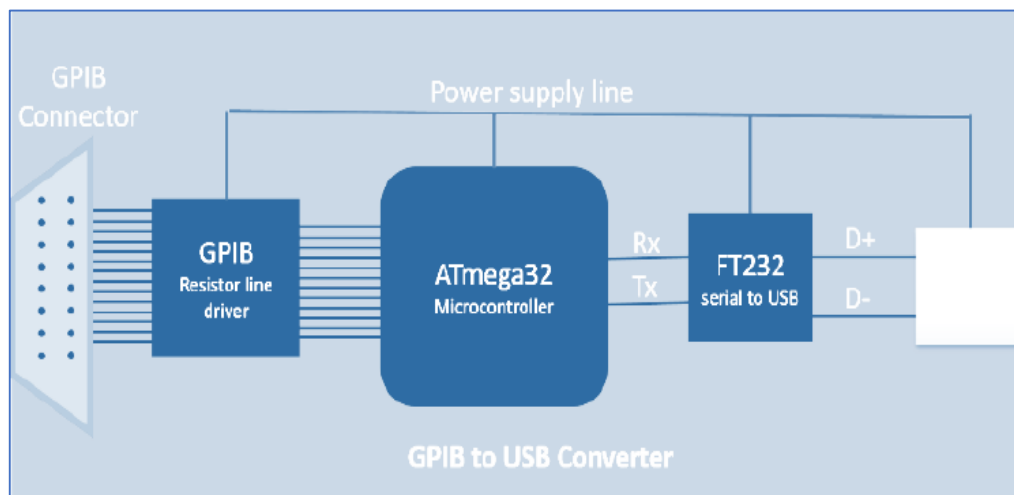 GPIB
Connector
Power supply line
GPIB
Resistor line
driver
ATmega32
Microcontroller
Rx
Tx
FT232
serial to USB
D+
D-
GPIB to USB Converter